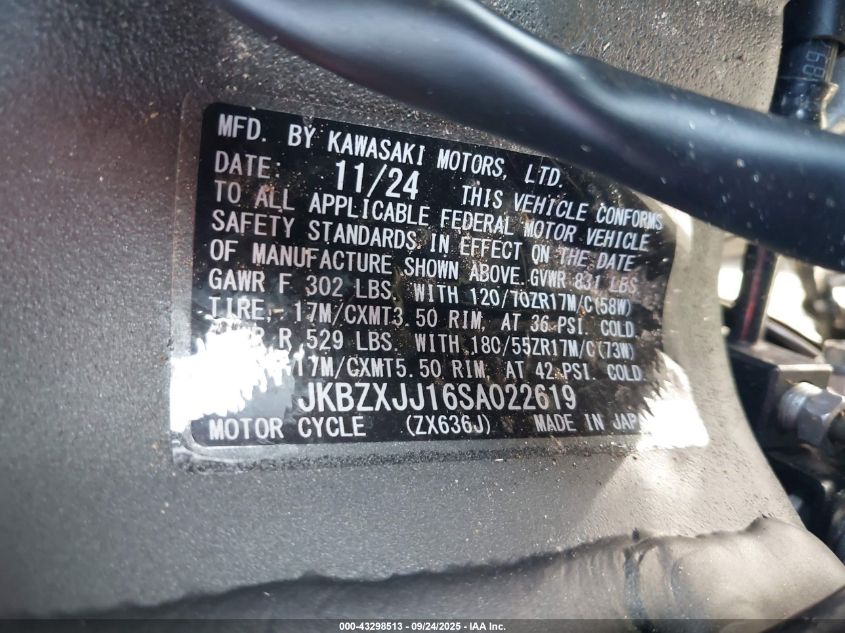 MFD. BY KAWASAKI MOTORS, LTD.
DATE: 11/24 THIS VEHICLE CONFORMS
TO ALL APPLICABLE FEDERAL MOTOR VEHICLE
SAFETY STANDARDS IN EFFECT ON THE DATE
OF MANUFACTURE SHOWN ABOVE. GVWR 831 LBS.
GAWR F 302 LBS. WITH 120/70ZR17M/C(58W)
TIRE, 17M/CXMT3.50 RIM, AT 36 PSI. COLD.
R 529 LBS. WITH 180/55ZR17M/C(73W)
17M/CXMT5.50 RIM, AT 42 PSI. COLD.
JKBZXJJ16SA022619
MOTOR CYCLE (ZX636J) MADE IN JAPA
000-43298513 - 09/24/2025 - IAA Inc.